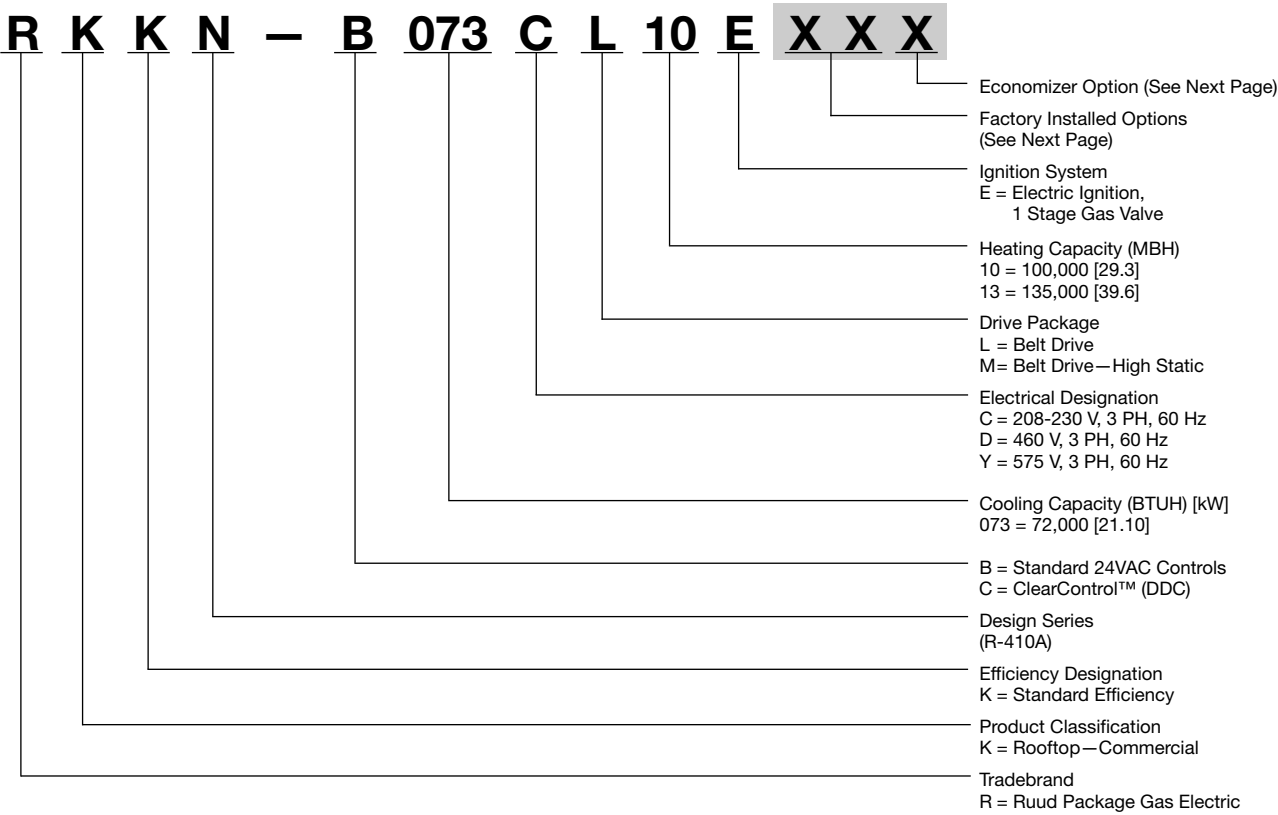 R K K N – B 073 C L 10 E X X X
Economizer Option (See Next Page)
Factory Installed Options
(See Next Page)
Ignition System
E = Electric Ignition,
1 Stage Gas Valve
Heating Capacity (MBH)
10 = 100,000 [29.3]
13 = 135,000 [39.6]
Drive Package
L = Belt Drive
M= Belt Drive—High Static
Electrical Designation
C = 208-230 V, 3 PH, 60 Hz
D = 460 V, 3 PH, 60 Hz
Y = 575 V, 3 PH, 60 Hz
Cooling Capacity (BTUH) [kW]
073 = 72,000 [21.10]
B = Standard 24VAC Controls
C = ClearControl™ (DDC)
Design Series
(R-410A)
Efficiency Designation
K = Standard Efficiency
Product Classification
K = Rooftop—Commercial
Tradebrand
R = Ruud Package Gas Electric